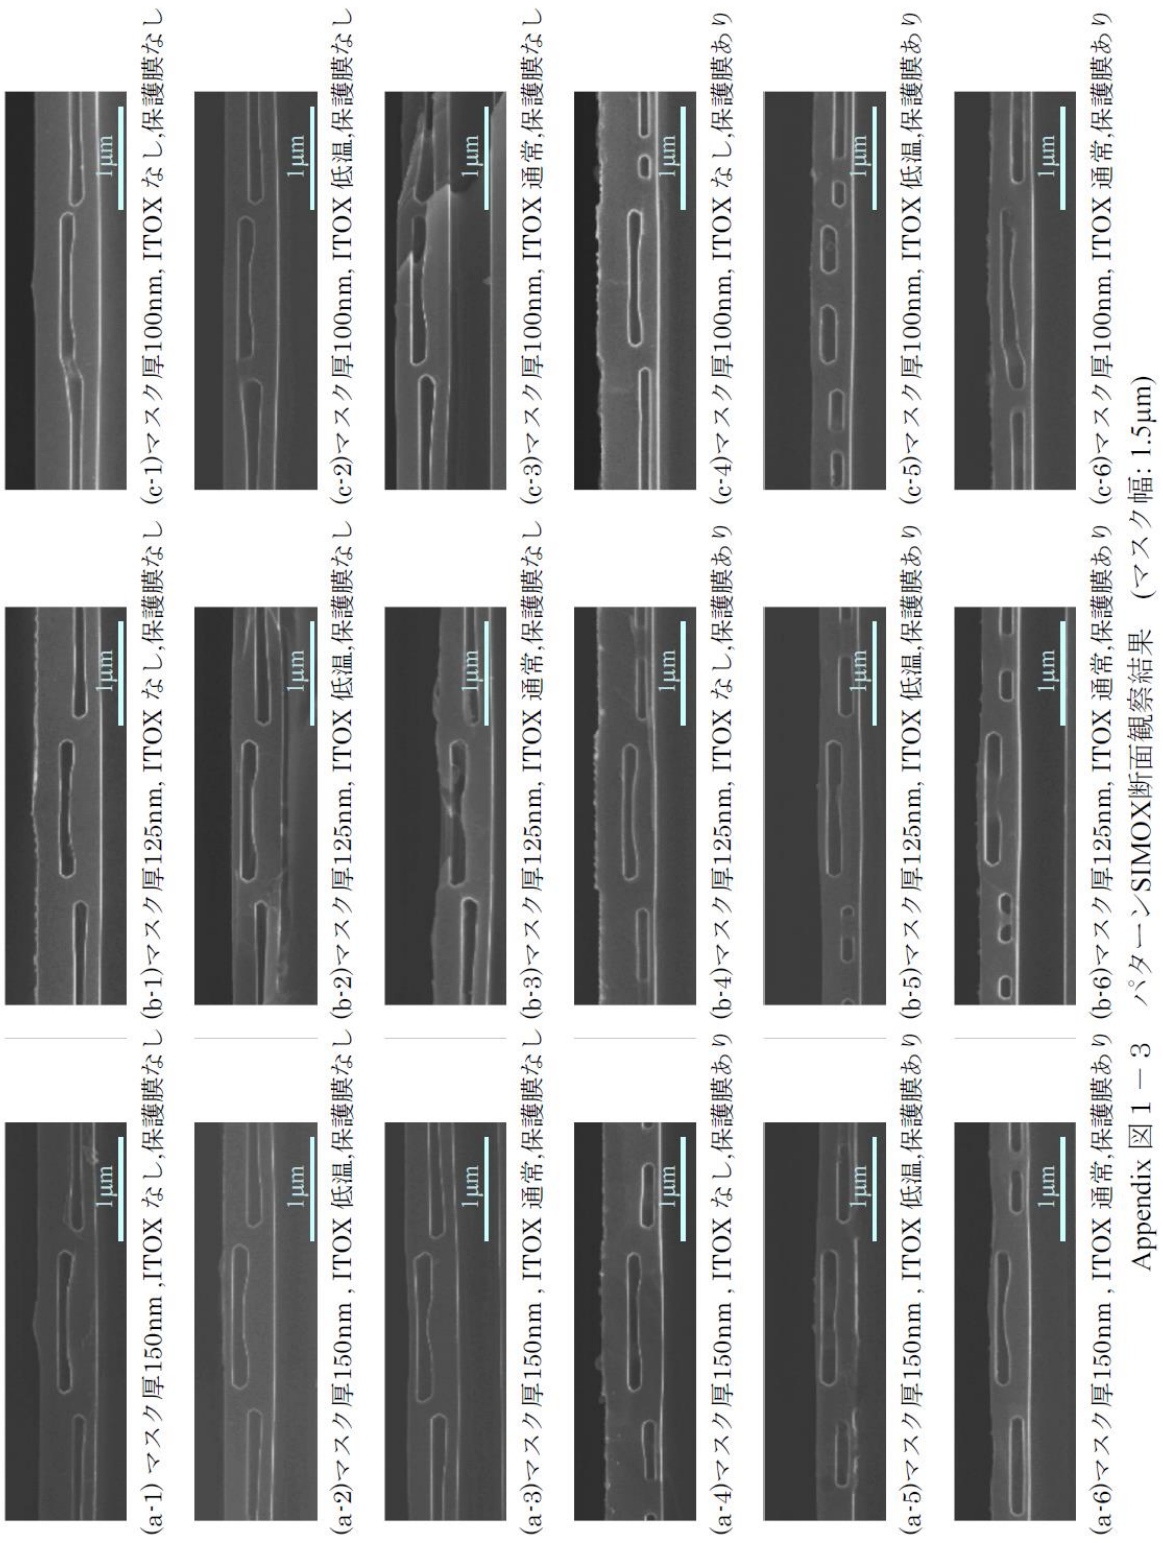 1μm 1μm 1μm
(a-1) マスク厚150nm ,ITOX なし,保護膜なし (b-1)マスク厚125nm, ITOX なし,保護膜なし (c-1)マスク厚100nm, ITOX なし,保護膜なし
1μm 1μm 1μm
(a-2)マスク厚150nm , ITOX 低温,保護膜なし (b-2)マスク厚125nm, ITOX 低温,保護膜なし (c-2)マスク厚100nm, ITOX 低温,保護膜なし
1μm 1μm 1μm
(a-3)マスク厚150nm , ITOX 通常,保護膜なし (b-3)マスク厚125nm, ITOX 通常,保護膜なし (c-3)マスク厚100nm, ITOX 通常,保護膜なし
1μm 1μm 1μm
(a-4)マスク厚150nm , ITOX なし,保護膜あり (b-4)マスク厚125nm, ITOX なし,保護膜あり (c-4)マスク厚100nm, ITOX なし,保護膜あり
1μm 1μm 1μm
(a-5)マスク厚150nm , ITOX 低温,保護膜あり (b-5)マスク厚125nm, ITOX 低温,保護膜あり (c-5)マスク厚100nm, ITOX 低温,保護膜あり
1μm 1μm 1μm
(a-6)マスク厚150nm , ITOX 通常,保護膜あり (b-6)マスク厚125nm, ITOX 通常,保護膜あり (c-6)マスク厚100nm, ITOX 通常,保護膜あり
Appendix 図１－３ パターンSIMOX断面観察結果 (マスク幅: 1.5μm)